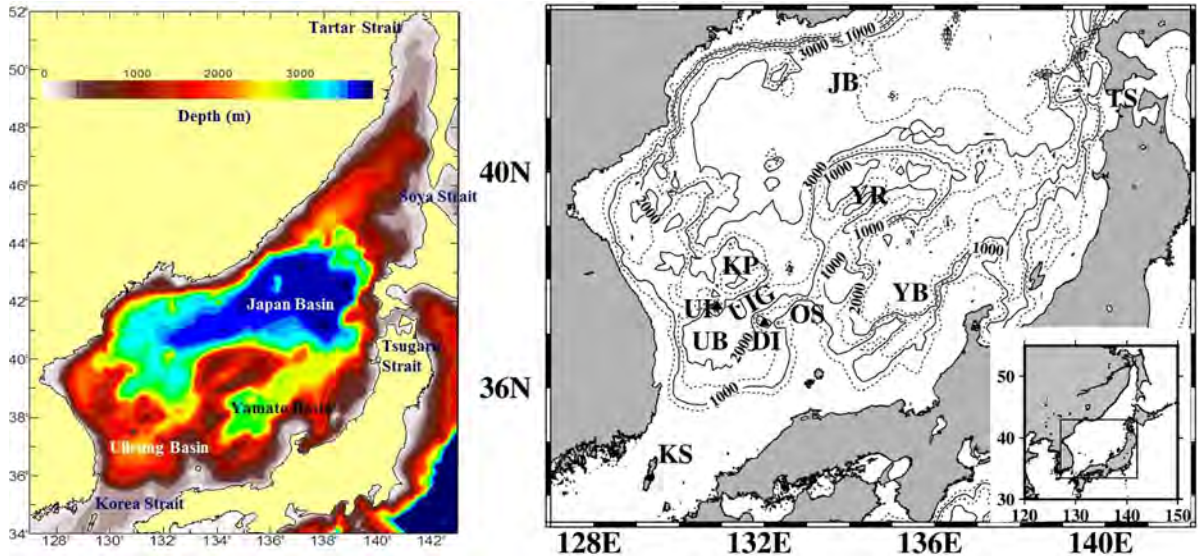 Tartar Strait
52
0 1000 2000 3000
50
Depth (m)
48
46
Soya Strait
44
42
Japan Basin
40
Tsugaru
Strait
38
Yamato Basin
Ulleung Basin
36
Korea Strait
34
128 130 132 134 136 138 140 142
3000 1000
JB
TS
40N
3000
1000
YR
2000
1000
1000
KP
1000
UI
UIG
2000
YB
OS
UB
2000
DI
36N
1000
KS
50
40
30
120 130 140 150
128E 132E 136E 140E